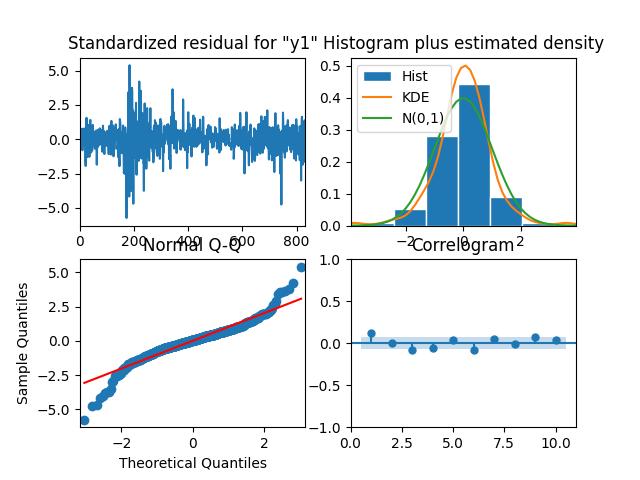 Standardized residual for "y1"
5.0
2.5
0.0
−2.5
−5.0
0 200 400 600 800
Histogram plus estimated density
Hist
KDE
N(0,1)
0.5
0.4
0.3
0.2
0.1
0.0
−2 0 2
Normal Q-Q
Sample Quantiles
5.0
2.5
0.0
−2.5
−5.0
−2 0 2
Theoretical Quantiles
Correlogram
1.0
0.5
0.0
−0.5
−1.0
0.0 2.5 5.0 7.5 10.0